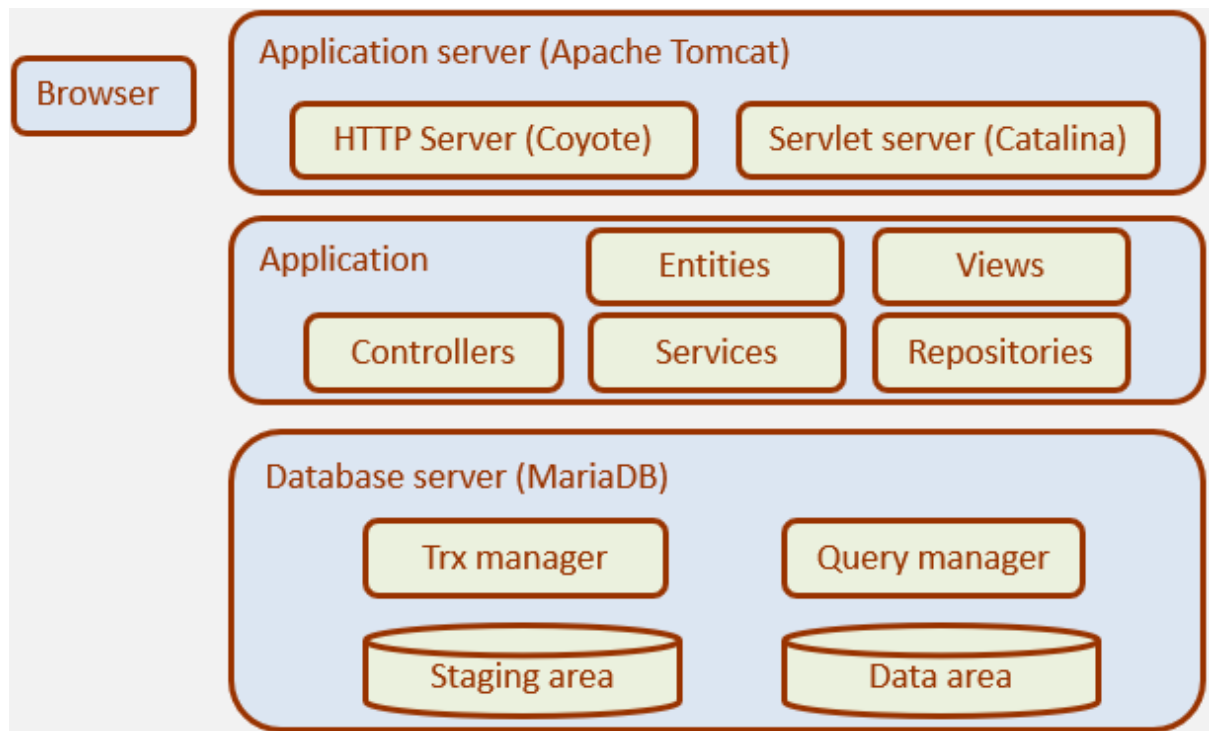 Browser
Application server (Apache Tomcat)
HTTP Server (Coyote)
Servlet server (Catalina)
Application
Entities
Views
Controllers
Services
Repositories
Database server (MariaDB)
Trx manager
Query manager
Staging area
Data area